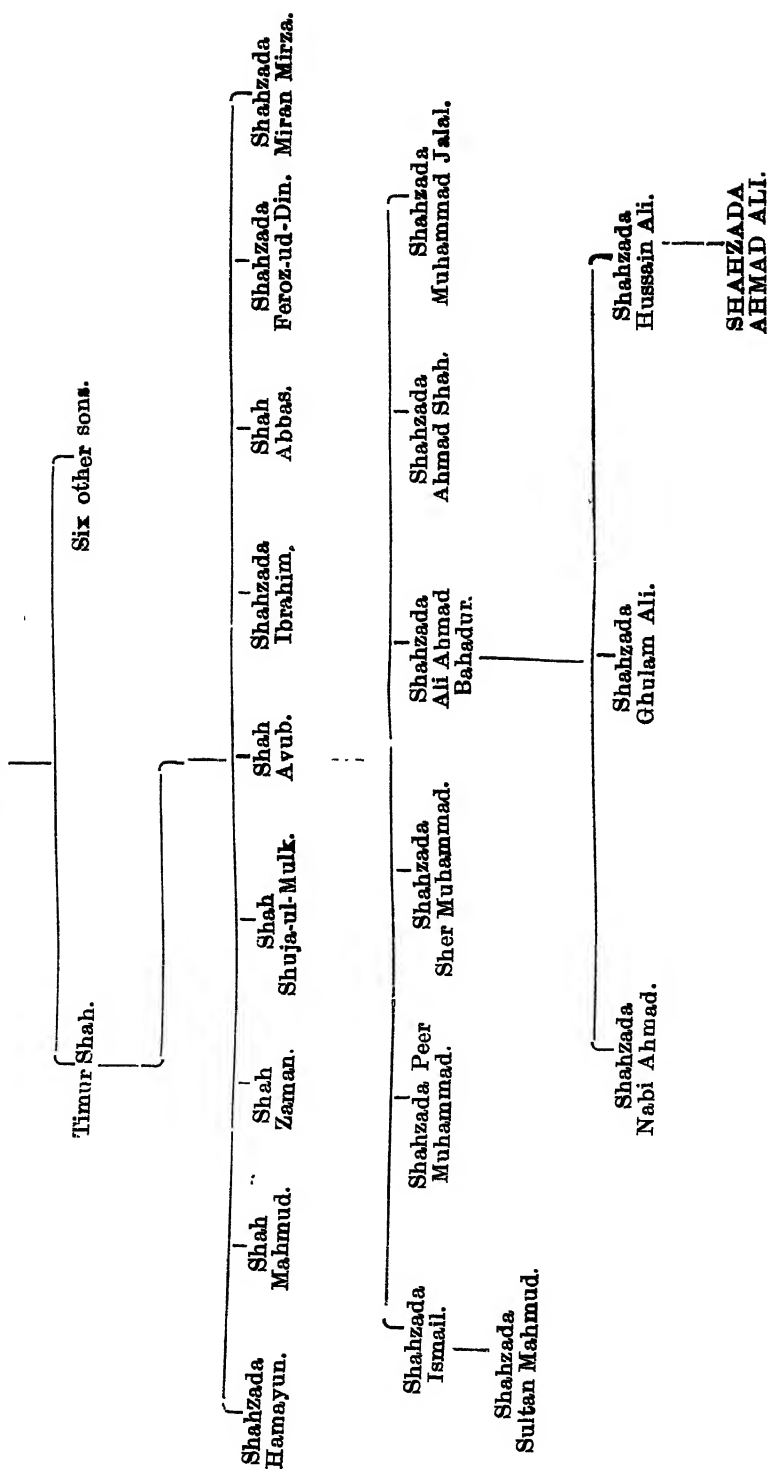 Timur Shah.
Six other sons.
Shahzada
Hamayun.
Shah
Mahmud.
Shah
Zaman.
Shah
Shuja-ul-Mulk.
Shah
Avub.
Shahzada
Ibrahim,
Shah
Abbas.
Shahzada
Feroz-ud-Din.
Shahzada
Miran Mirza.
Shahzada
Ismail.
Shahzada Peer
Muhammad.
Shahzada
Sher Muhammad.
Shahzada
Ali Ahmad
Bahadur.
Shahzada
Ahmad Shah.
Shahzada
Muhammad Jalal.
Shahzada
Sultan Mahmud.
Shahzada
Nabi Ahmad.
Shahzada
Ghulam Ali.
Shahzada
Hussain Ali.
SHAHZADA
AHMAD ALI.